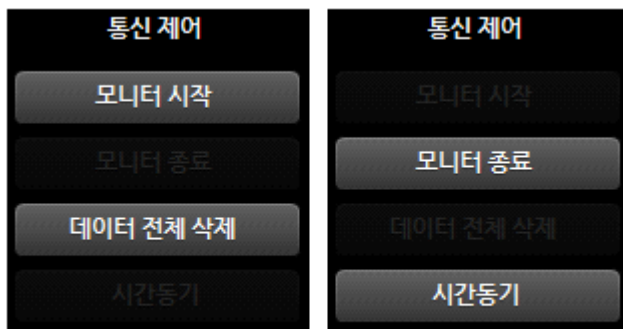 통신 제어
모니터 시작
모니터 종료
데이터 전체 삭제
시간동기
통신 제어
모니터 시작
모니터 종료
데이터 전체 삭제
시간동기